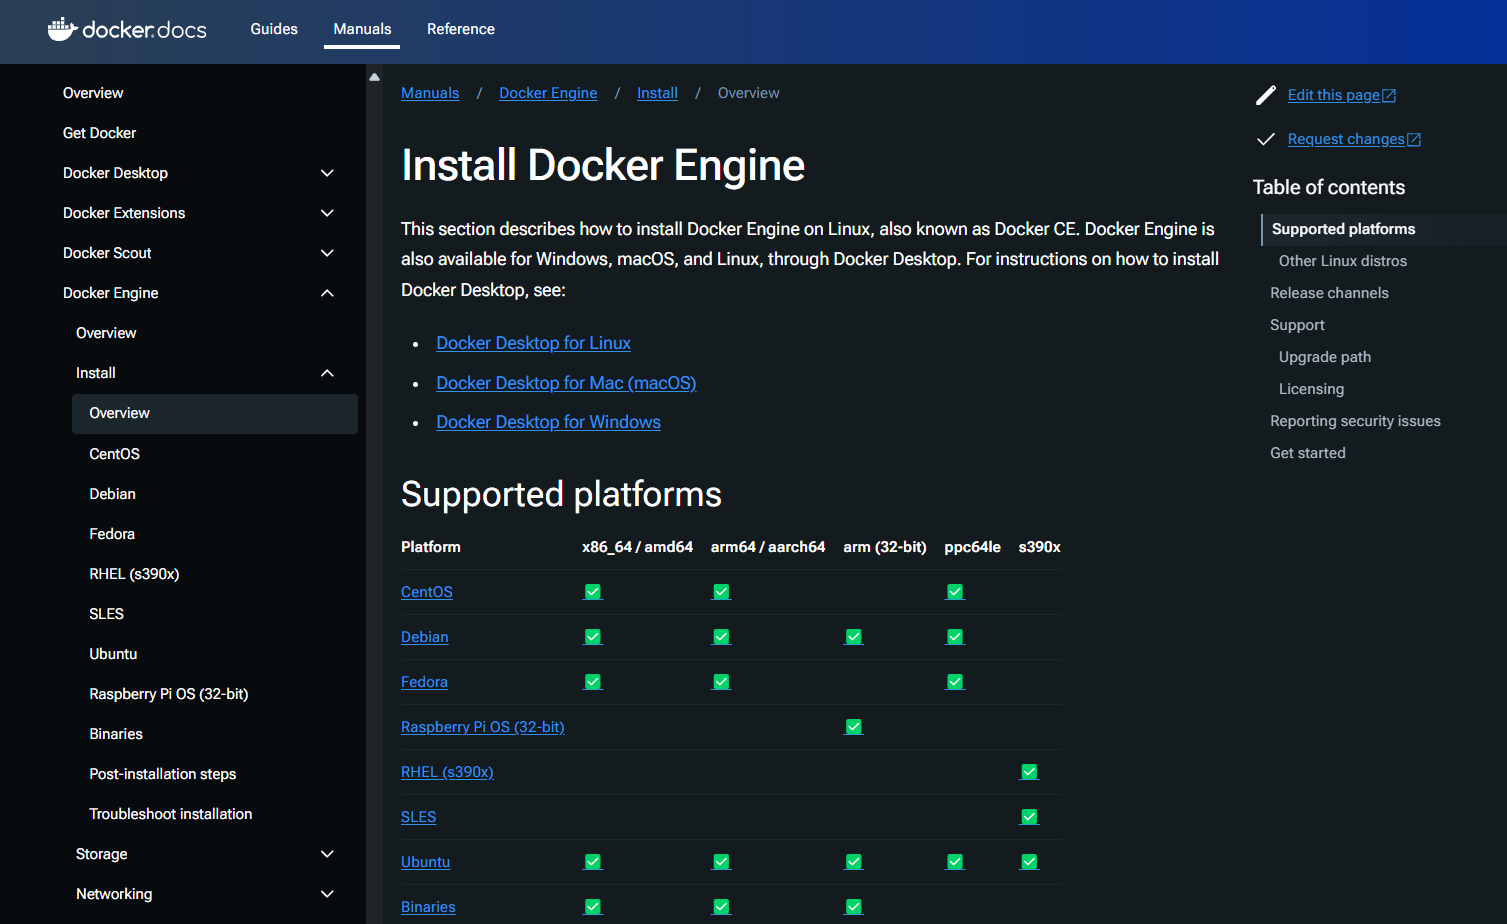 docker.docs
Guides
Manuals
Reference
Overview
Get Docker
Docker Desktop
Docker Extensions
Docker Scout
Docker Engine
Overview
Install
Overview
CentOS
Debian
Fedora
RHEL (s390x)
SLES
Ubuntu
Raspberry Pi OS (32-bit)
Binaries
Post-installation steps
Troubleshoot installation
Storage
Networking
Manuals / Docker Engine / Install / Overview
Install Docker Engine
This section describes how to install Docker Engine on Linux, also known as Docker CE. Docker Engine is
also available for Windows, macOS, and Linux, through Docker Desktop. For instructions on how to install
Docker Desktop, see:
• Docker Desktop for Linux
• Docker Desktop for Mac (macOS)
• Docker Desktop for Windows
Supported platforms
Platform x86_64 / amd64 arm64 / aarch64 arm (32-bit) ppc64le s390x
CentOS ✅ ✅ ✅
Debian ✅ ✅ ✅ ✅
Fedora ✅ ✅ ✅
Raspberry Pi OS (32-bit) ✅
RHEL (s390x) ✅
SLES ✅
Ubuntu ✅ ✅ ✅ ✅ ✅
Binaries ✅ ✅ ✅
Edit this page
Request changes
Table of contents
Supported platforms
Other Linux distros
Release channels
Support
Upgrade path
Licensing
Reporting security issues
Get started